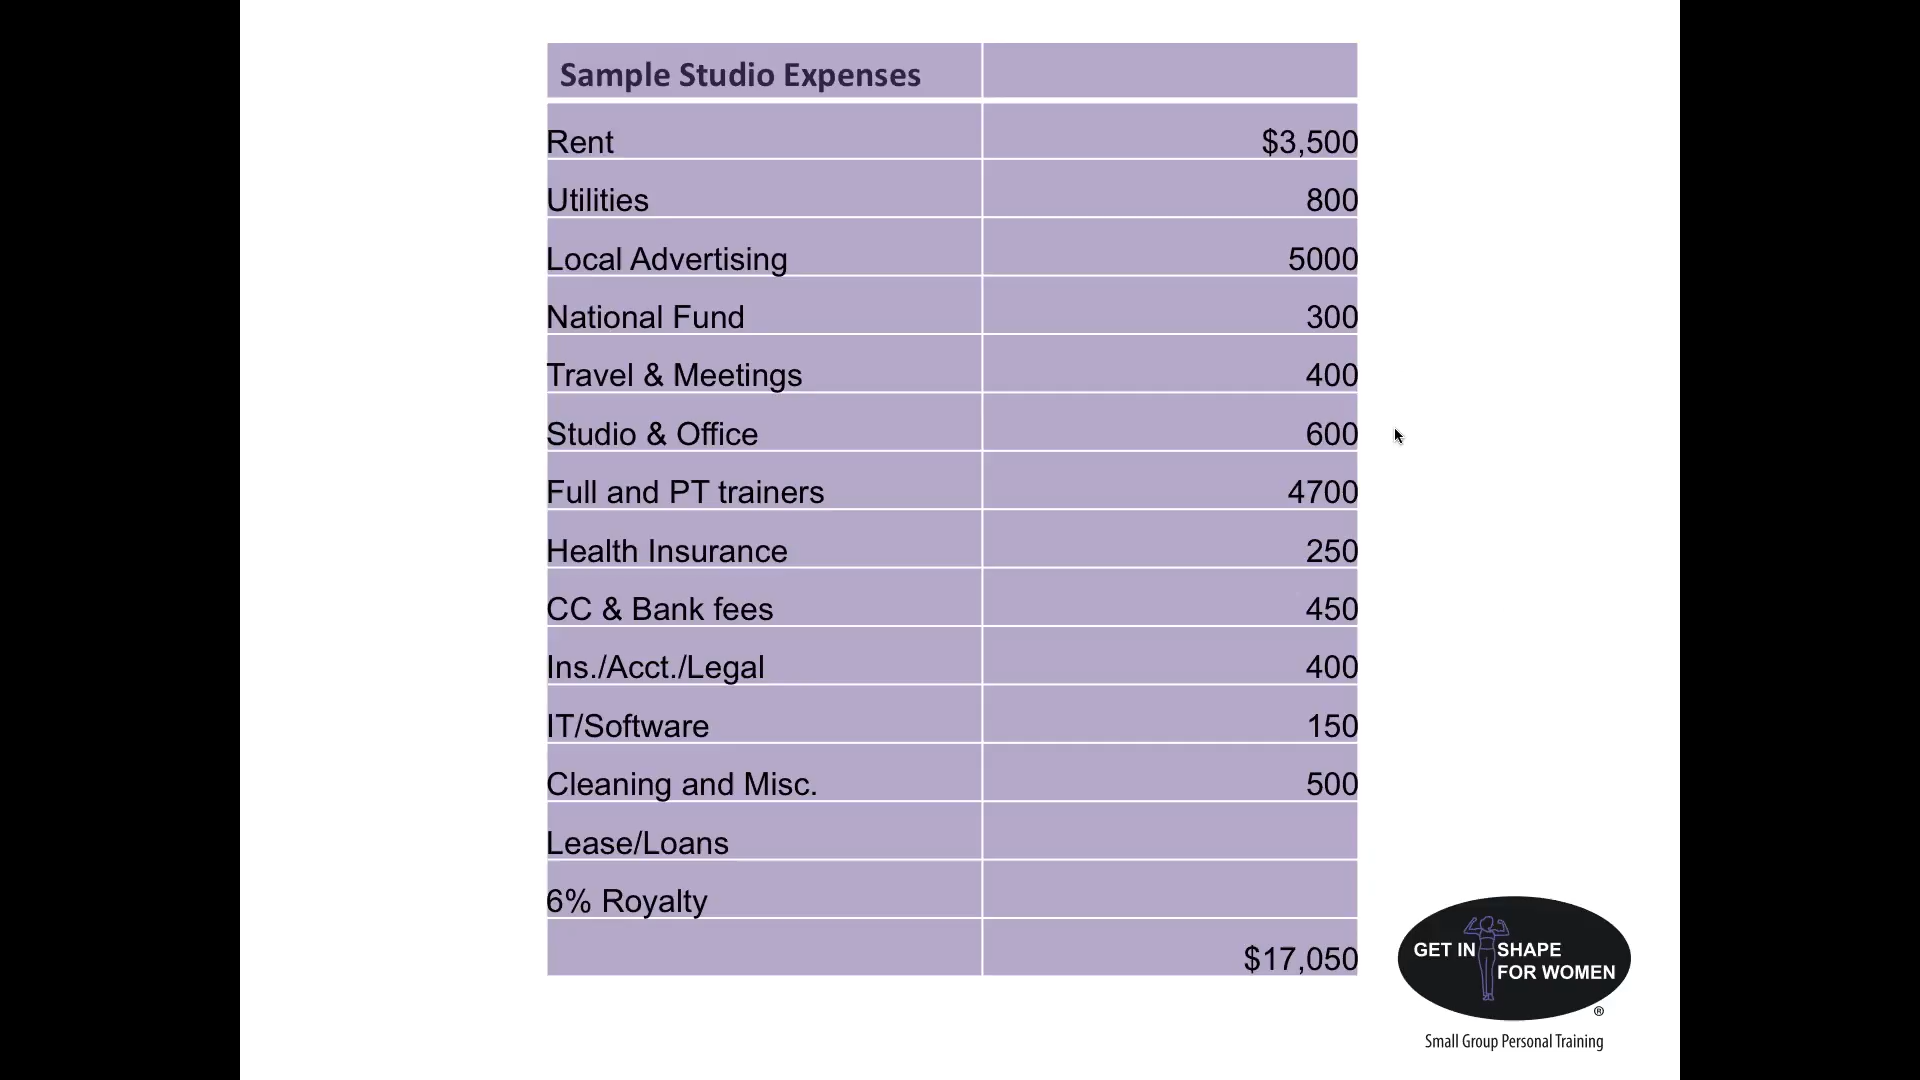 Sample Studio Expenses
Rent $3,500
Utilities 800
Local Advertising 5000
National Fund 300
Travel & Meetings 400
Studio & Office 600
Full and PT trainers 4700
Health Insurance 250
CC & Bank fees 450
Ins./Acct./Legal 400
IT/Software 150
Cleaning and Misc. 500
Lease/Loans
6% Royalty
$17,050
GET IN SHAPE
FOR WOMEN
®
Small Group Personal Training